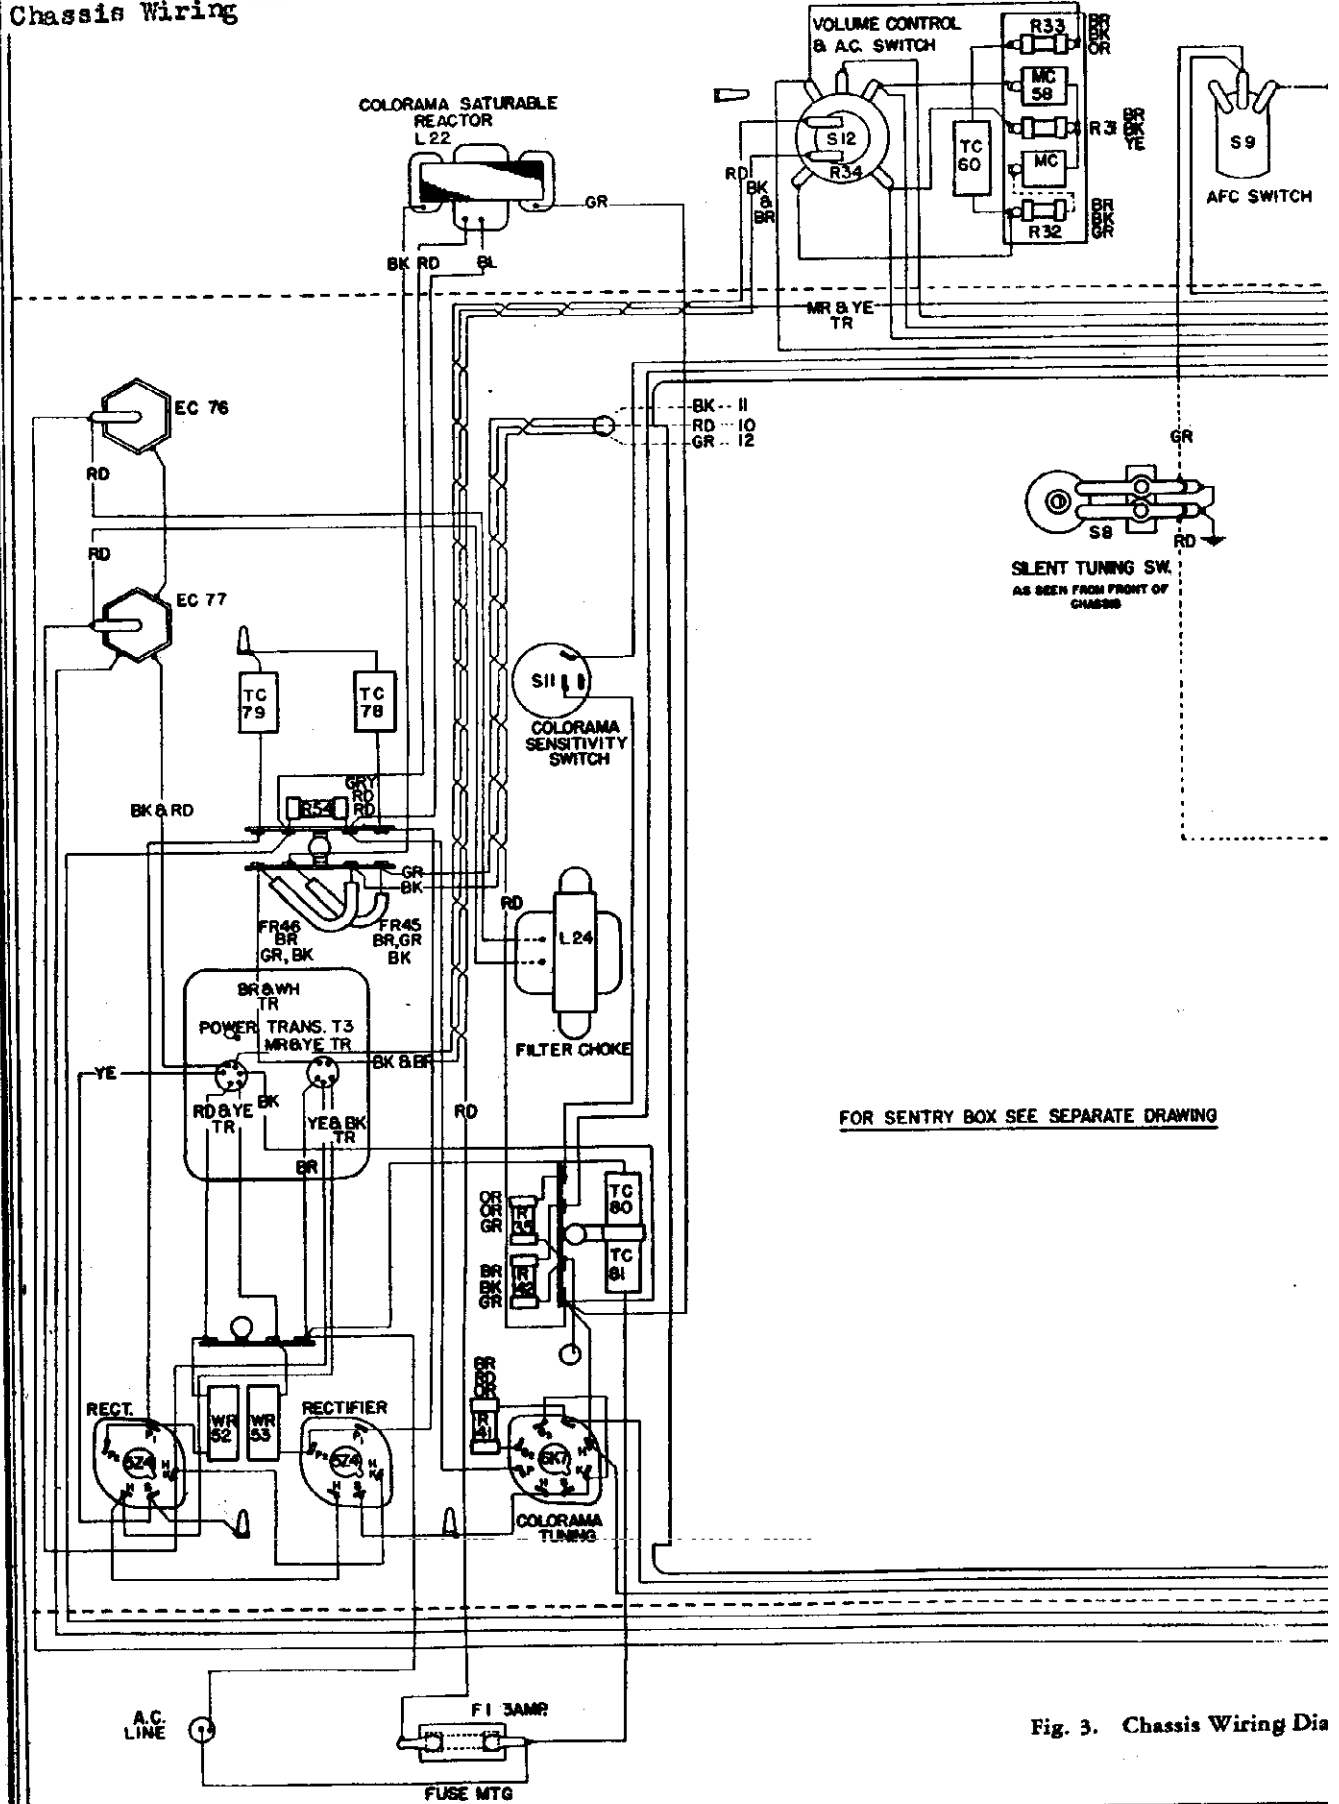 Chassis Wiring
VOLUME CONTROL
& A.C. SWITCH
R33
BR
BK
OR
MC
58
COLORAMA SATURABLE
REACTOR
L 22
S12
R34
TC
60
R31
BR
BK
YE
MC
S9
AFC SWITCH
RD
BK
&
BR
GR
BR
BK
GR
R32
BK RD
BL
MR & YE
TR
EC 76
BK -- 11
RD -- 10
GR -- 12
GR
RD
S8
RD
SILENT TUNING SW.
AS SEEN FROM FRONT OF
CHASSIS
RD
EC 77
S11
TC
79
TC
78
COLORAMA
SENSITIVITY
SWITCH
GRY
RD
RD
R54
BK & RD
GR
BK
RD
FR46
BR
GR, BK
FR45
BR, GR
BK
L 24
BR & WH
TR
POWER TRANS. T3
MR & YE TR
FILTER CHOKE
BK & BR
YE
RD & YE
TR
BK
YE & BK
TR
RD
FOR SENTRY BOX SEE SEPARATE DRAWING
BR
OR
OR
GR
R
TC
80
TC
81
BR
BK
GR
R
BR
RD
OR
RECT.
RECTIFIER
WR
52
WR
53
R
41
P1
P2
5Z4
H
K
H
S
P1
P2
5Z4
H
K
H
S
6K7
P
H
K
H
S
COLORAMA
TUNING
A.C.
LINE
F1 3AMP.
FUSE MTG
Fig. 3. Chassis Wiring Dia